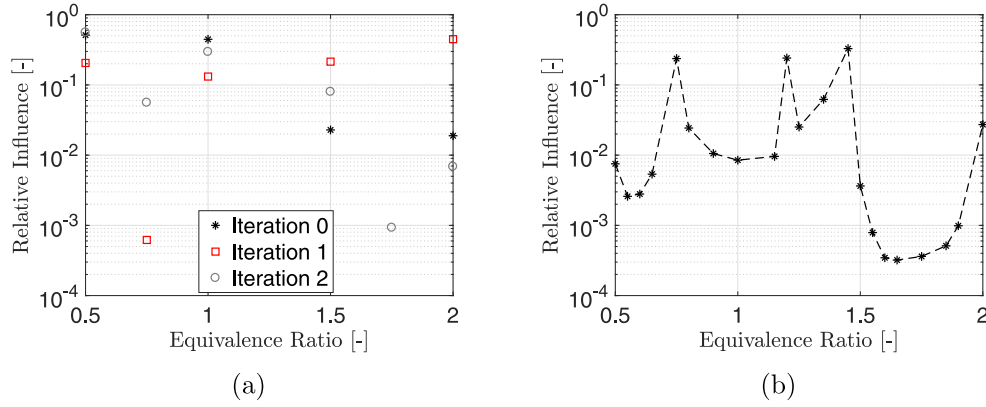 10^0
10^-1
10^-2
10^-3
10^-4
Relative Influence [-]
Iteration 0
Iteration 1
Iteration 2
0.5 1 1.5 2
Equivalence Ratio [-]
(a)
10^0
10^-1
10^-2
10^-3
10^-4
Relative Influence [-]
0.5 1 1.5 2
Equivalence Ratio [-]
(b)